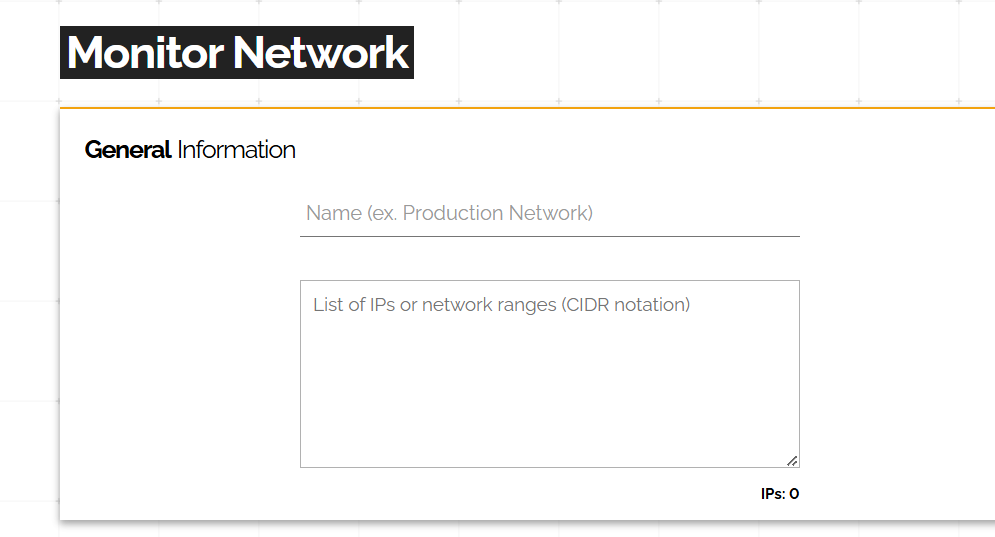 Monitor Network
General Information
Name (ex. Production Network)
List of IPs or network ranges (CIDR notation)
IPs: 0